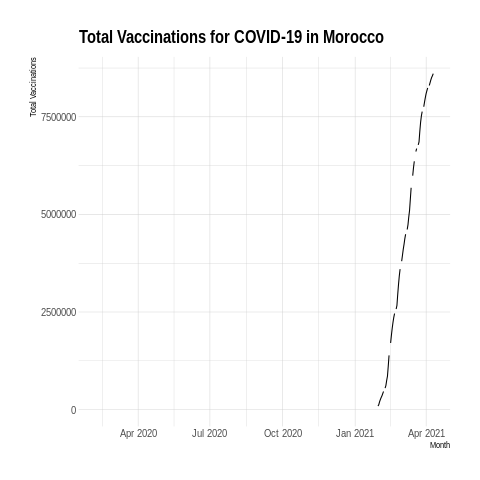 Total Vaccinations for COVID-19 in Morocco
Total Vaccinations
7500000
5000000
2500000
0
Apr 2020 Jul 2020 Oct 2020 Jan 2021 Apr 2021
Month